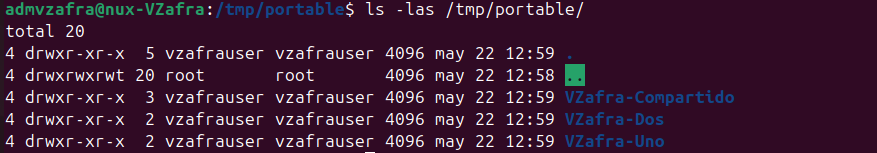 admvzafra@nux-VZafra:/tmp/portable$ ls -las /tmp/portable/
total 20
4 drwxr-xr-x  5 vzafrauser vzafrauser 4096 may 22 12:59 .
4 drwxrwxrwt 20 root       root       4096 may 22 12:58 ..
4 drwxr-xr-x  3 vzafrauser vzafrauser 4096 may 22 12:59 VZafra-Compartido
4 drwxr-xr-x  2 vzafrauser vzafrauser 4096 may 22 12:59 VZafra-Dos
4 drwxr-xr-x  2 vzafrauser vzafrauser 4096 may 22 12:59 VZafra-Uno